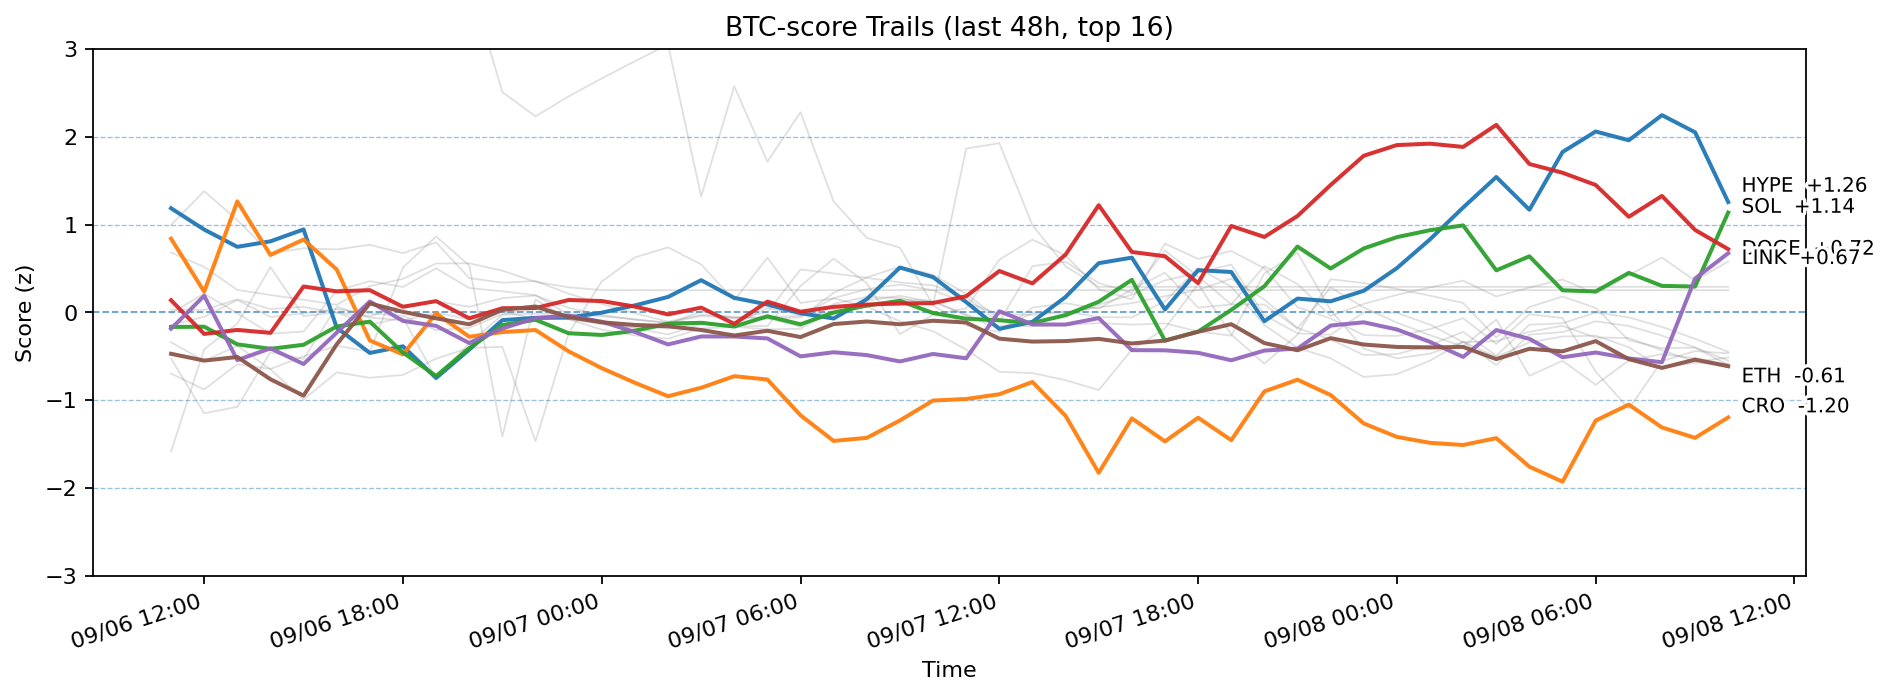 BTC-score Trails (last 48h, top 16)
Score (z)
3
2
1
0
−1
−2
−3
HYPE +1.26
SOL +1.14
DOGE +0.72
LINK +0.67
ETH -0.61
CRO -1.20
09/06 12:00
09/06 18:00
09/07 00:00
09/07 06:00
09/07 12:00
09/07 18:00
09/08 00:00
09/08 06:00
09/08 12:00
Time